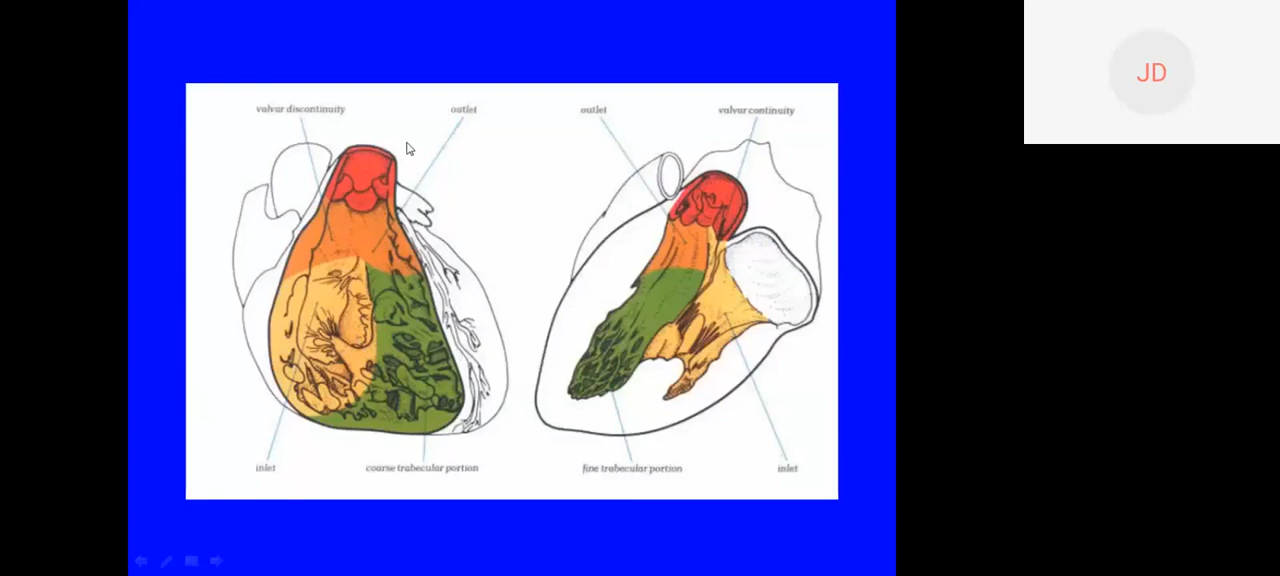 valvar discontinuity
outlet
outlet
valvar continuity
inlet
coarse trabecular portion
fine trabecular portion
inlet
JD